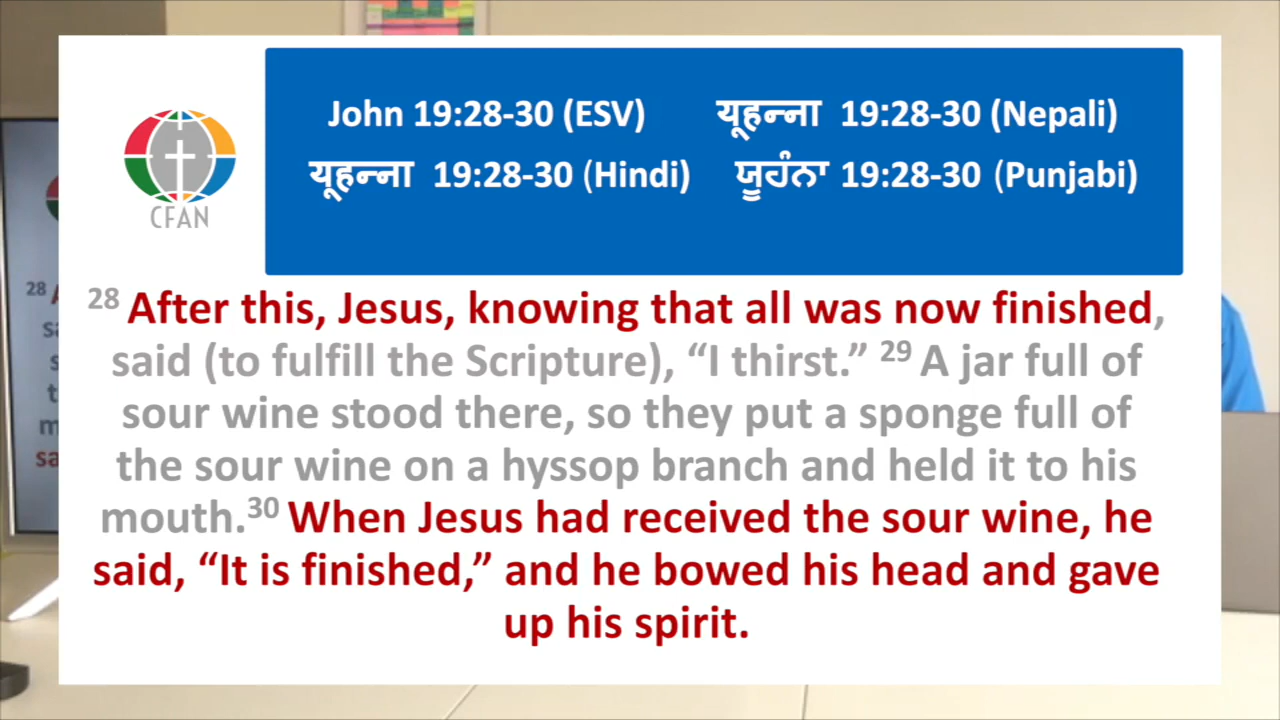 John 19:28-30 (ESV) यूहन्ना 19:28-30 (Nepali)
यूहन्ना 19:28-30 (Hindi) ਯੂਹੰਨਾ 19:28-30 (Punjabi)
CFAN
28 After this, Jesus, knowing that all was now finished,
said (to fulfill the Scripture), “I thirst.” 29 A jar full of
sour wine stood there, so they put a sponge full of
the sour wine on a hyssop branch and held it to his
mouth.30 When Jesus had received the sour wine, he
said, “It is finished,” and he bowed his head and gave
up his spirit.
28